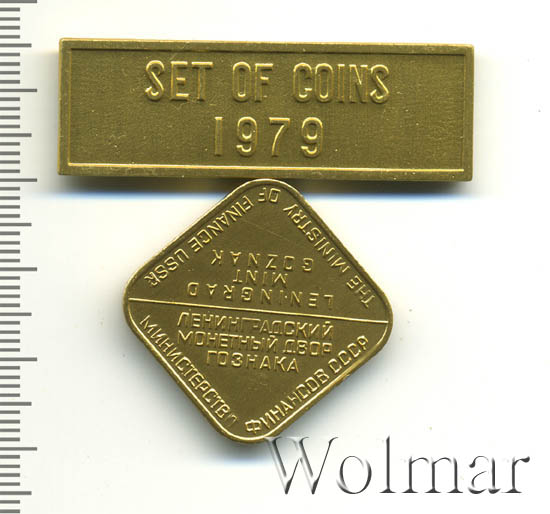 SET OF COINS
1979
THE MINISTRY OF FINANCE USSR
LENINGRAD
MINT
GOZNAK
ЛЕНИНГРАДСКИЙ
МОНЕТНЫЙ ДВОР
ГОЗНАКА
МИНИСТЕРСТВО ФИНАНСОВ СССР
Wolmar